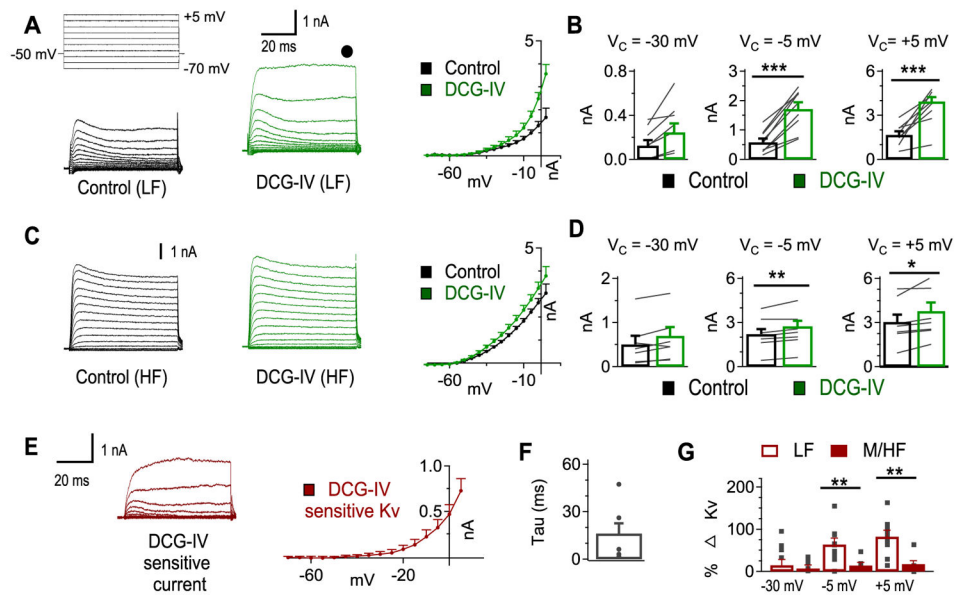 A
+5 mV
-50 mV
-70 mV
Control (LF)
1 nA
20 ms
DCG-IV (LF)
5
Control
DCG-IV
-60
-10
mV
nA
B
V_C = -30 mV
V_C = -5 mV
V_C= +5 mV
0.8
0.4
0.0
nA
***
3
2
1
0
nA
***
5
4
2
0
nA
Control
DCG-IV
C
1 nA
Control (HF)
DCG-IV (HF)
5
Control
DCG-IV
-60
-10
mV
nA
D
V_C = -30 mV
V_C = -5 mV
V_C = +5 mV
2
1
0
nA
**
6
3
0
nA
*
6
3
0
nA
Control
DCG-IV
E
1 nA
20 ms
DCG-IV
sensitive
current
DCG-IV
sensitive Kv
1.0
0.5
nA
mV
-60
-20
F
60
30
0
Tau (ms)
G
LF
M/HF
**
**
200
100
0
% Δ Kv
-30 mV
-5 mV
+5 mV